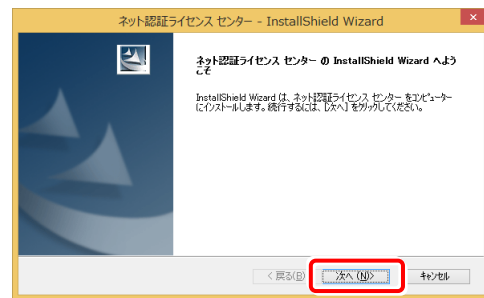 ネット認証ライセンス センター - InstallShield Wizard
ネット認証ライセンス センター の InstallShield Wizard へよう
こそ
InstallShield Wizard は、ネット認証ライセンス センター をコンピューター
にインストールします。続行するには、[次へ] をクリックしてください。
< 戻る(B)
次へ (N)>
キャンセル